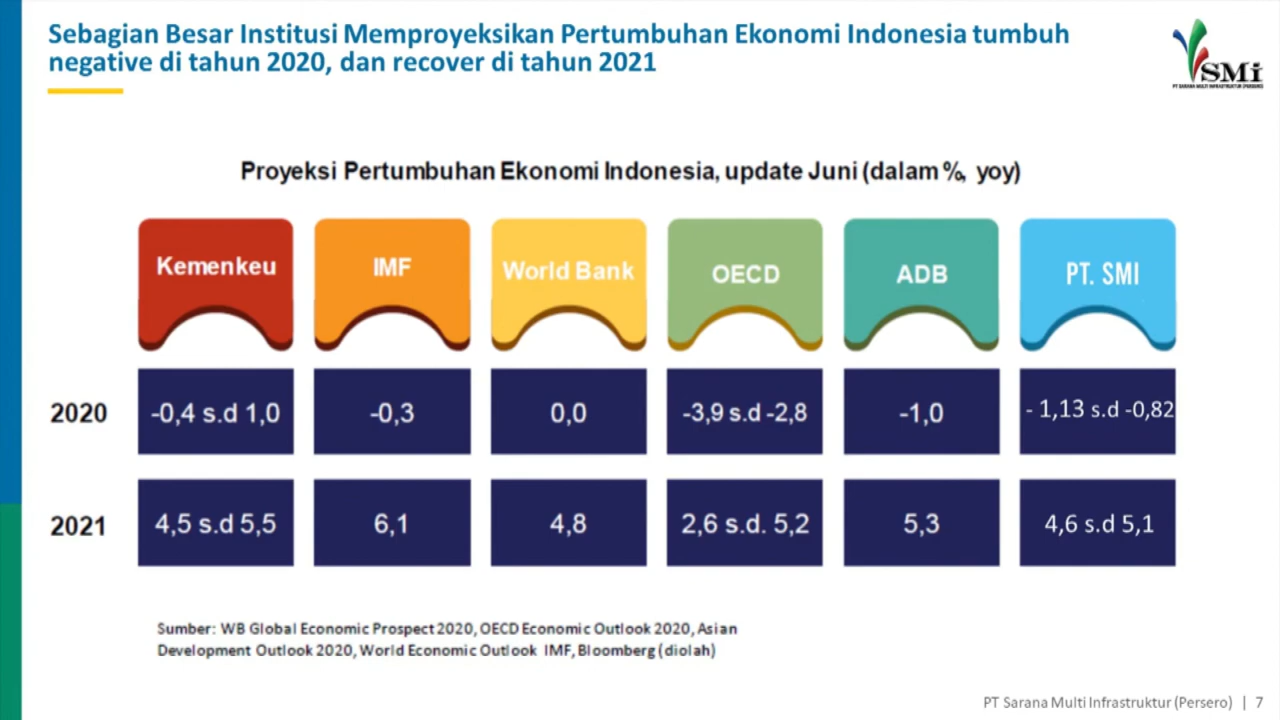 Sebagian Besar Institusi Memproyeksikan Pertumbuhan Ekonomi Indonesia tumbuh
negative di tahun 2020, dan recover di tahun 2021
SMi
PT SARANA MULTI INFRASTRUKTUR (PERSERO)
Proyeksi Pertumbuhan Ekonomi Indonesia, update Juni (dalam %, yoy)
Kemenkeu IMF World Bank OECD ADB PT. SMI
2020 -0,4 s.d 1,0 -0,3 0,0 -3,9 s.d -2,8 -1,0 - 1,13 s.d -0,82
2021 4,5 s.d 5,5 6,1 4,8 2,6 s.d. 5,2 5,3 4,6 s.d 5,1
Sumber: WB Global Economic Prospect 2020, OECD Economic Outlook 2020, Asian
Development Outlook 2020, World Economic Outlook IMF, Bloomberg (diolah)
PT Sarana Multi Infrastruktur (Persero) | 7